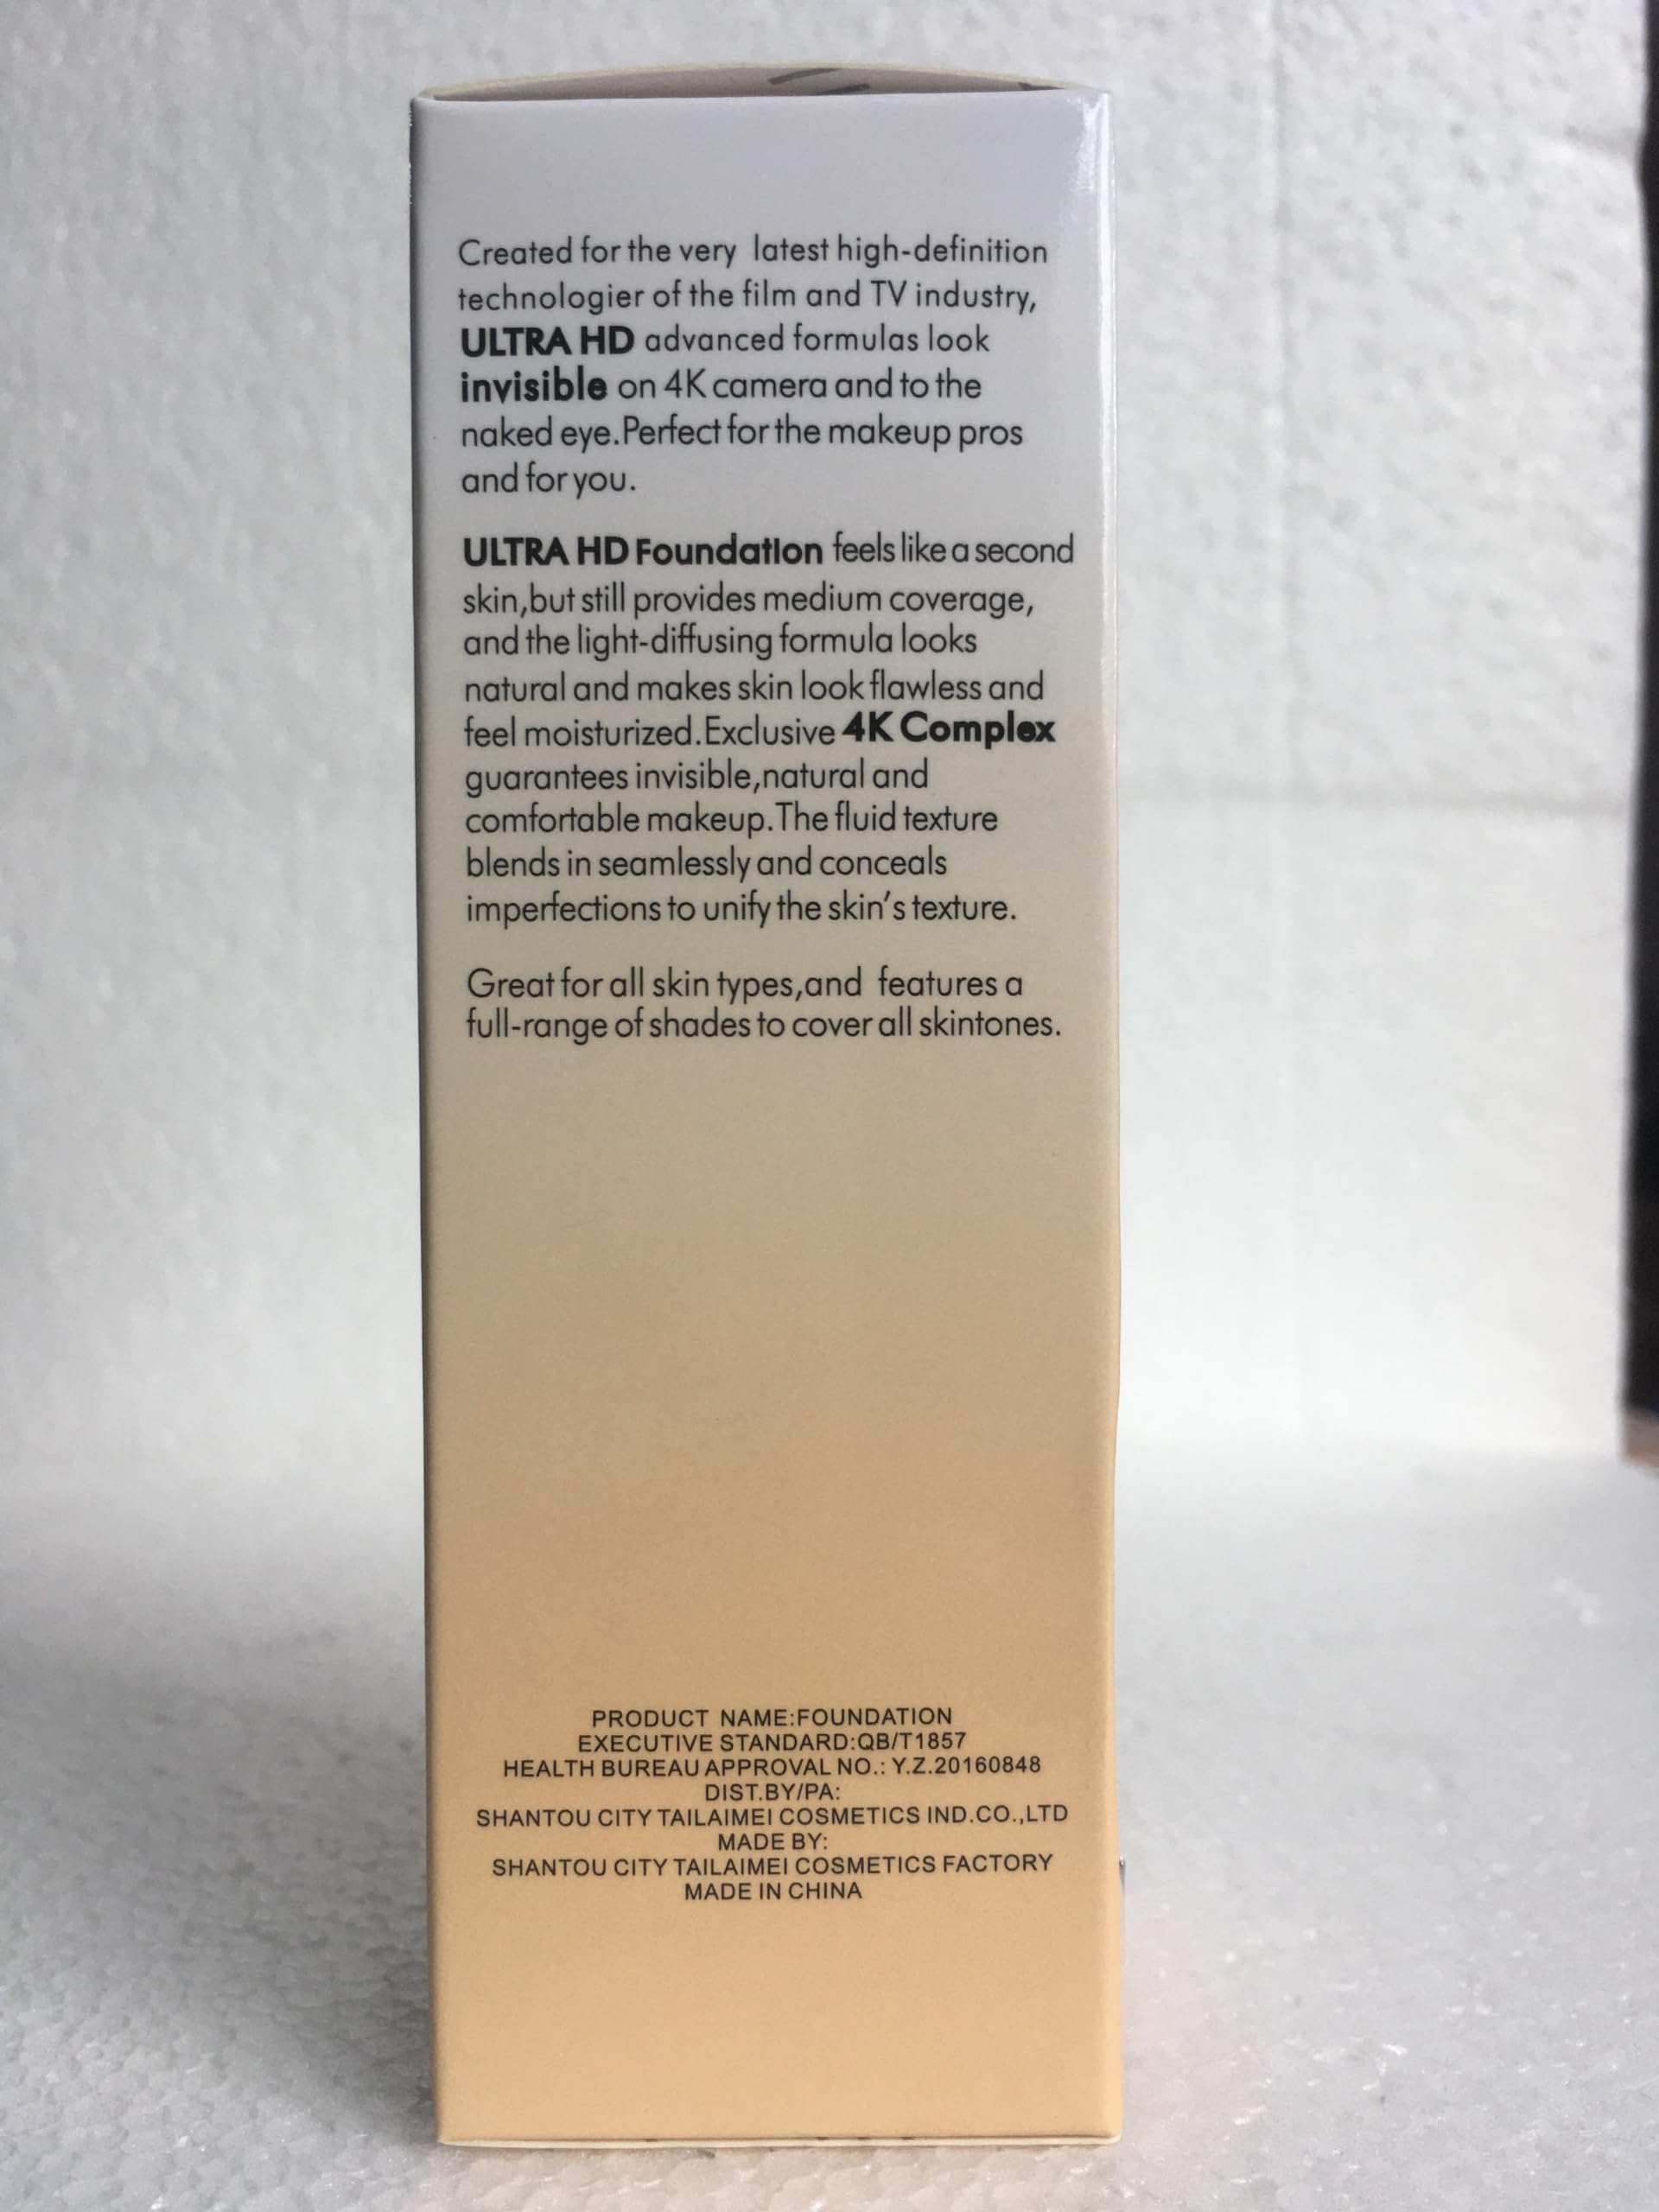 Created for the very latest high-definition
technologier of the film and TV industry,
ULTRA HD advanced formulas look
invisible on 4K camera and to the
naked eye.Perfect for the makeup pros
and for you.
ULTRA HD Foundation feels like a second
skin,but still provides medium coverage,
and the light-diffusing formula looks
natural and makes skin look flawless and
feel moisturized.Exclusive 4K Complex
guarantees invisible,natural and
comfortable makeup.The fluid texture
blends in seamlessly and conceals
imperfections to unify the skin's texture.
Great for all skin types,and features a
full-range of shades to cover all skintones.
PRODUCT NAME:FOUNDATION
EXECUTIVE STANDARD:QB/T1857
HEALTH BUREAU APPROVAL NO.: Y.Z.20160848
DIST.BY/PA:
SHANTOU CITY TAILAIMEI COSMETICS IND.CO.,LTD
MADE BY:
SHANTOU CITY TAILAIMEI COSMETICS FACTORY
MADE IN CHINA